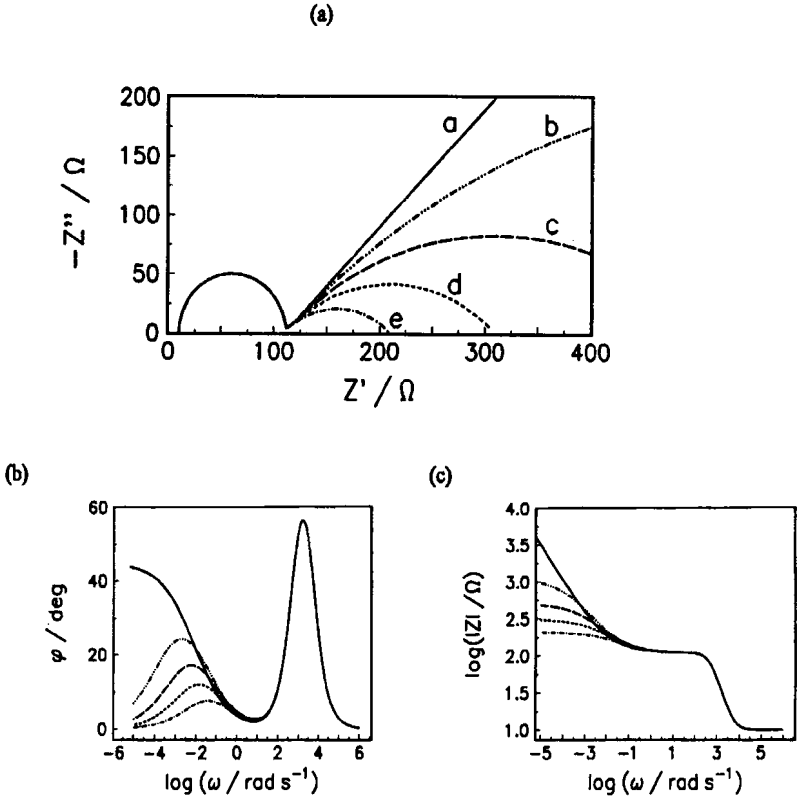 (a)
200
150
100
50
0
-Z'' / Ω
a
b
c
d
e
0 100 200 300 400
Z' / Ω
(b)
60
40
20
0
φ / deg
-6 -4 -2 0 2 4 6
log (ω / rad s⁻¹)
(c)
4.0
3.5
3.0
2.5
2.0
1.5
1.0
log(|Z| /Ω)
-5 -3 -1 1 3 5
log (ω / rad s⁻¹)